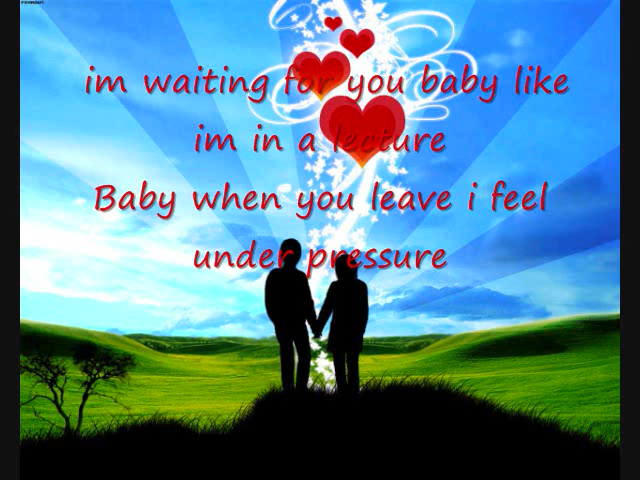 im waiting for you baby like
im in a lecture
Baby when you leave i feel
under pressure